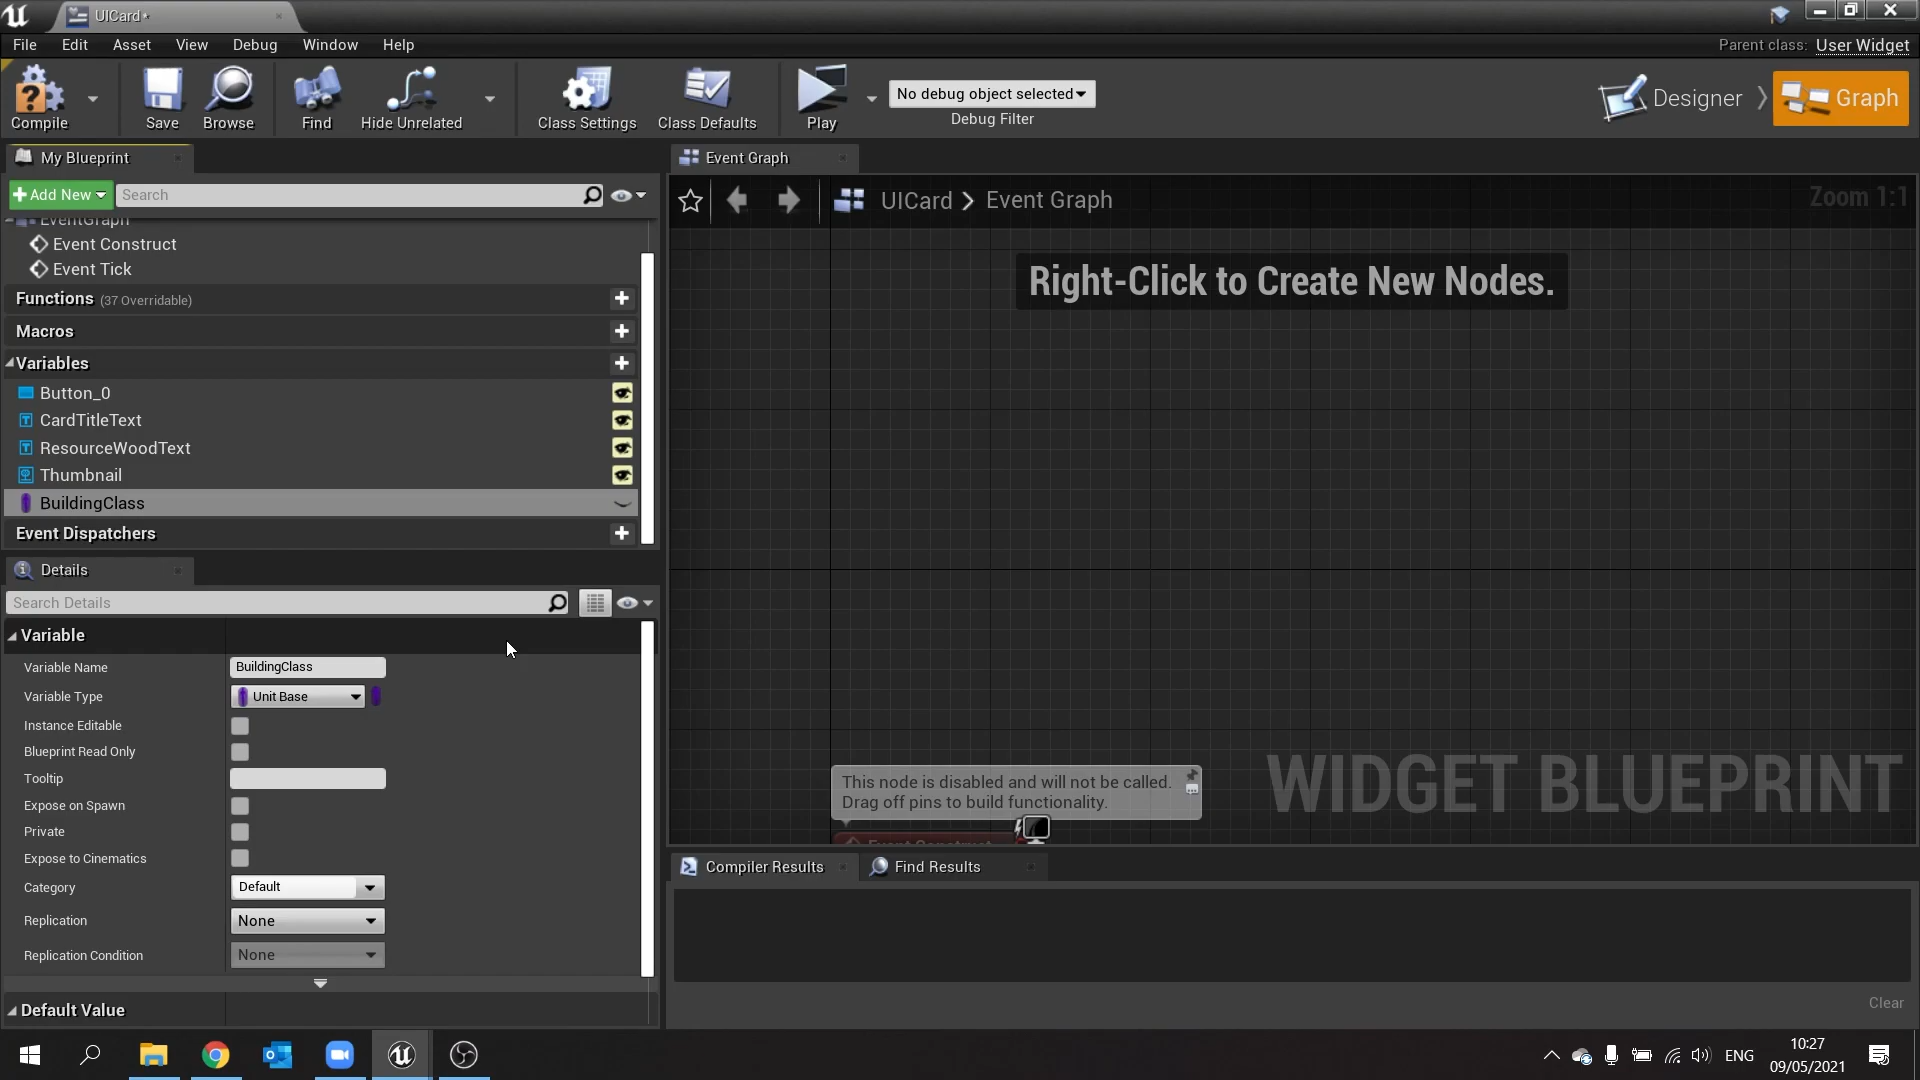 UICard*
File Edit Asset View Debug Window Help
Parent class: User Widget
Compile Save Browse Find Hide Unrelated Class Settings Class Defaults Play
No debug object selected
Debug Filter
Designer Graph
My Blueprint
Event Graph
Add New Search
UICard > Event Graph
Zoom 1:1
EventGraph
Event Construct
Event Tick
Functions (37 Overridable)
Macros
Variables
Button_0
CardTitleText
ResourceWoodText
Thumbnail
BuildingClass
Event Dispatchers
Right-Click to Create New Nodes.
Details
Search Details
Variable
Variable Name BuildingClass
Variable Type Unit Base
Instance Editable
Blueprint Read Only
Tooltip
Expose on Spawn
Private
Expose to Cinematics
Category Default
Replication None
Replication Condition None
Default Value
This node is disabled and will not be called.
Drag off pins to build functionality.
Event Construct
WIDGET BLUEPRINT
Compiler Results Find Results
Clear
ENG
10:27
09/05/2021